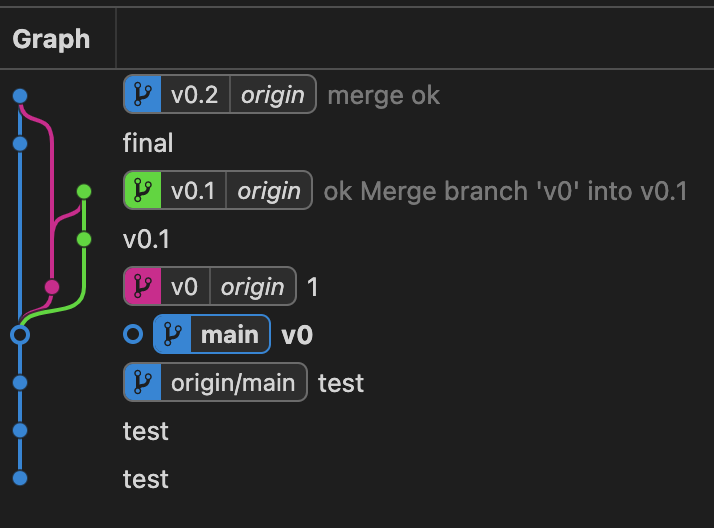 Graph
v0.2 origin merge ok
final
v0.1 origin ok Merge branch 'v0' into v0.1
v0.1
v0 origin 1
main v0
origin/main test
test
test